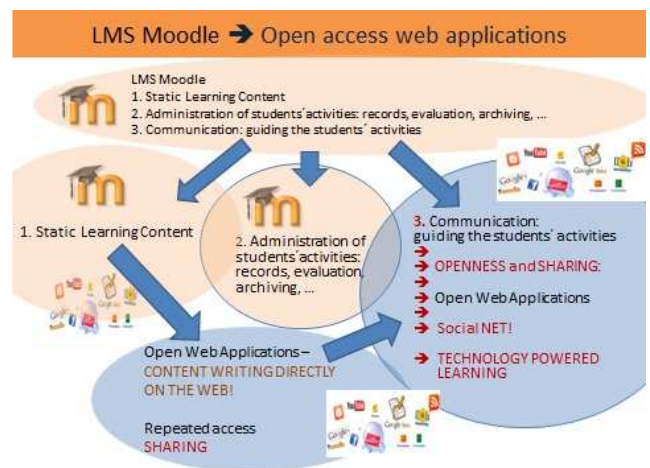 LMS Moodle ➔ Open access web applications
LMS Moodle
1. Static Learning Content
2. Administration of students´activities: records, evaluation, archiving, ...
3. Communication: guiding the students´ activities
1. Static Learning Content
2. Administration of
students´activities:
records, evaluation,
archiving, ...
3. Communication:
guiding the students´ activities
➔
➔ OPENNESS and SHARING:
➔
➔ Open Web Applications
➔
➔ Social NET!
➔ TECHNOLOGY POWERED
LEARNING
Open Web Applications –
CONTENT WRITING DIRECTLY
ON THE WEB!
Repeated access
SHARING